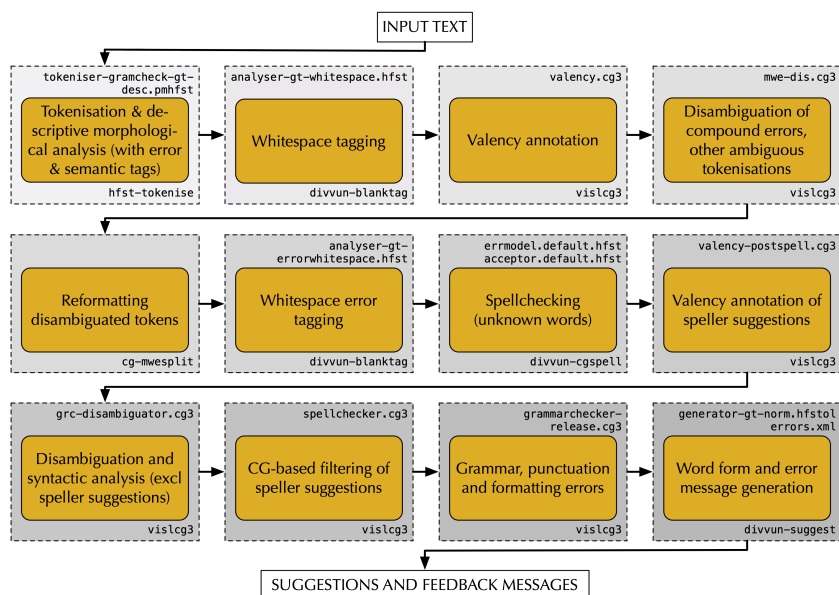 INPUT TEXT
tokeniser-gramcheck-gt-
desc.pmhfst
Tokenisation & de-
scriptive morphologi-
cal analysis (with error
& semantic tags)
hfst-tokenise
analyser-gt-whitespace.hfst
Whitespace tagging
divvun-blanktag
valency.cg3
Valency annotation
vislcg3
mwe-dis.cg3
Disambiguation of
compound errors,
other ambiguous
tokenisations
vislcg3
Reformatting
disambiguated tokens
cg-mwesplit
analyser-gt-
errorwhitespace.hfst
Whitespace error
tagging
divvun-blanktag
errmodel.default.hfst
acceptor.default.hfst
Spellchecking
(unknown words)
divvun-cgspell
valency-postspell.cg3
Valency annotation of
speller suggestions
vislcg3
grc-disambiguator.cg3
Disambiguation and
syntactic analysis (excl
speller suggestions)
vislcg3
spellchecker.cg3
CG-based filtering of
speller suggestions
vislcg3
grammarchecker-
release.cg3
Grammar, punctuation
and formatting errors
vislcg3
generator-gt-norm.hfstol
errors.xml
Word form and error
message generation
divvun-suggest
SUGGESTIONS AND FEEDBACK MESSAGES